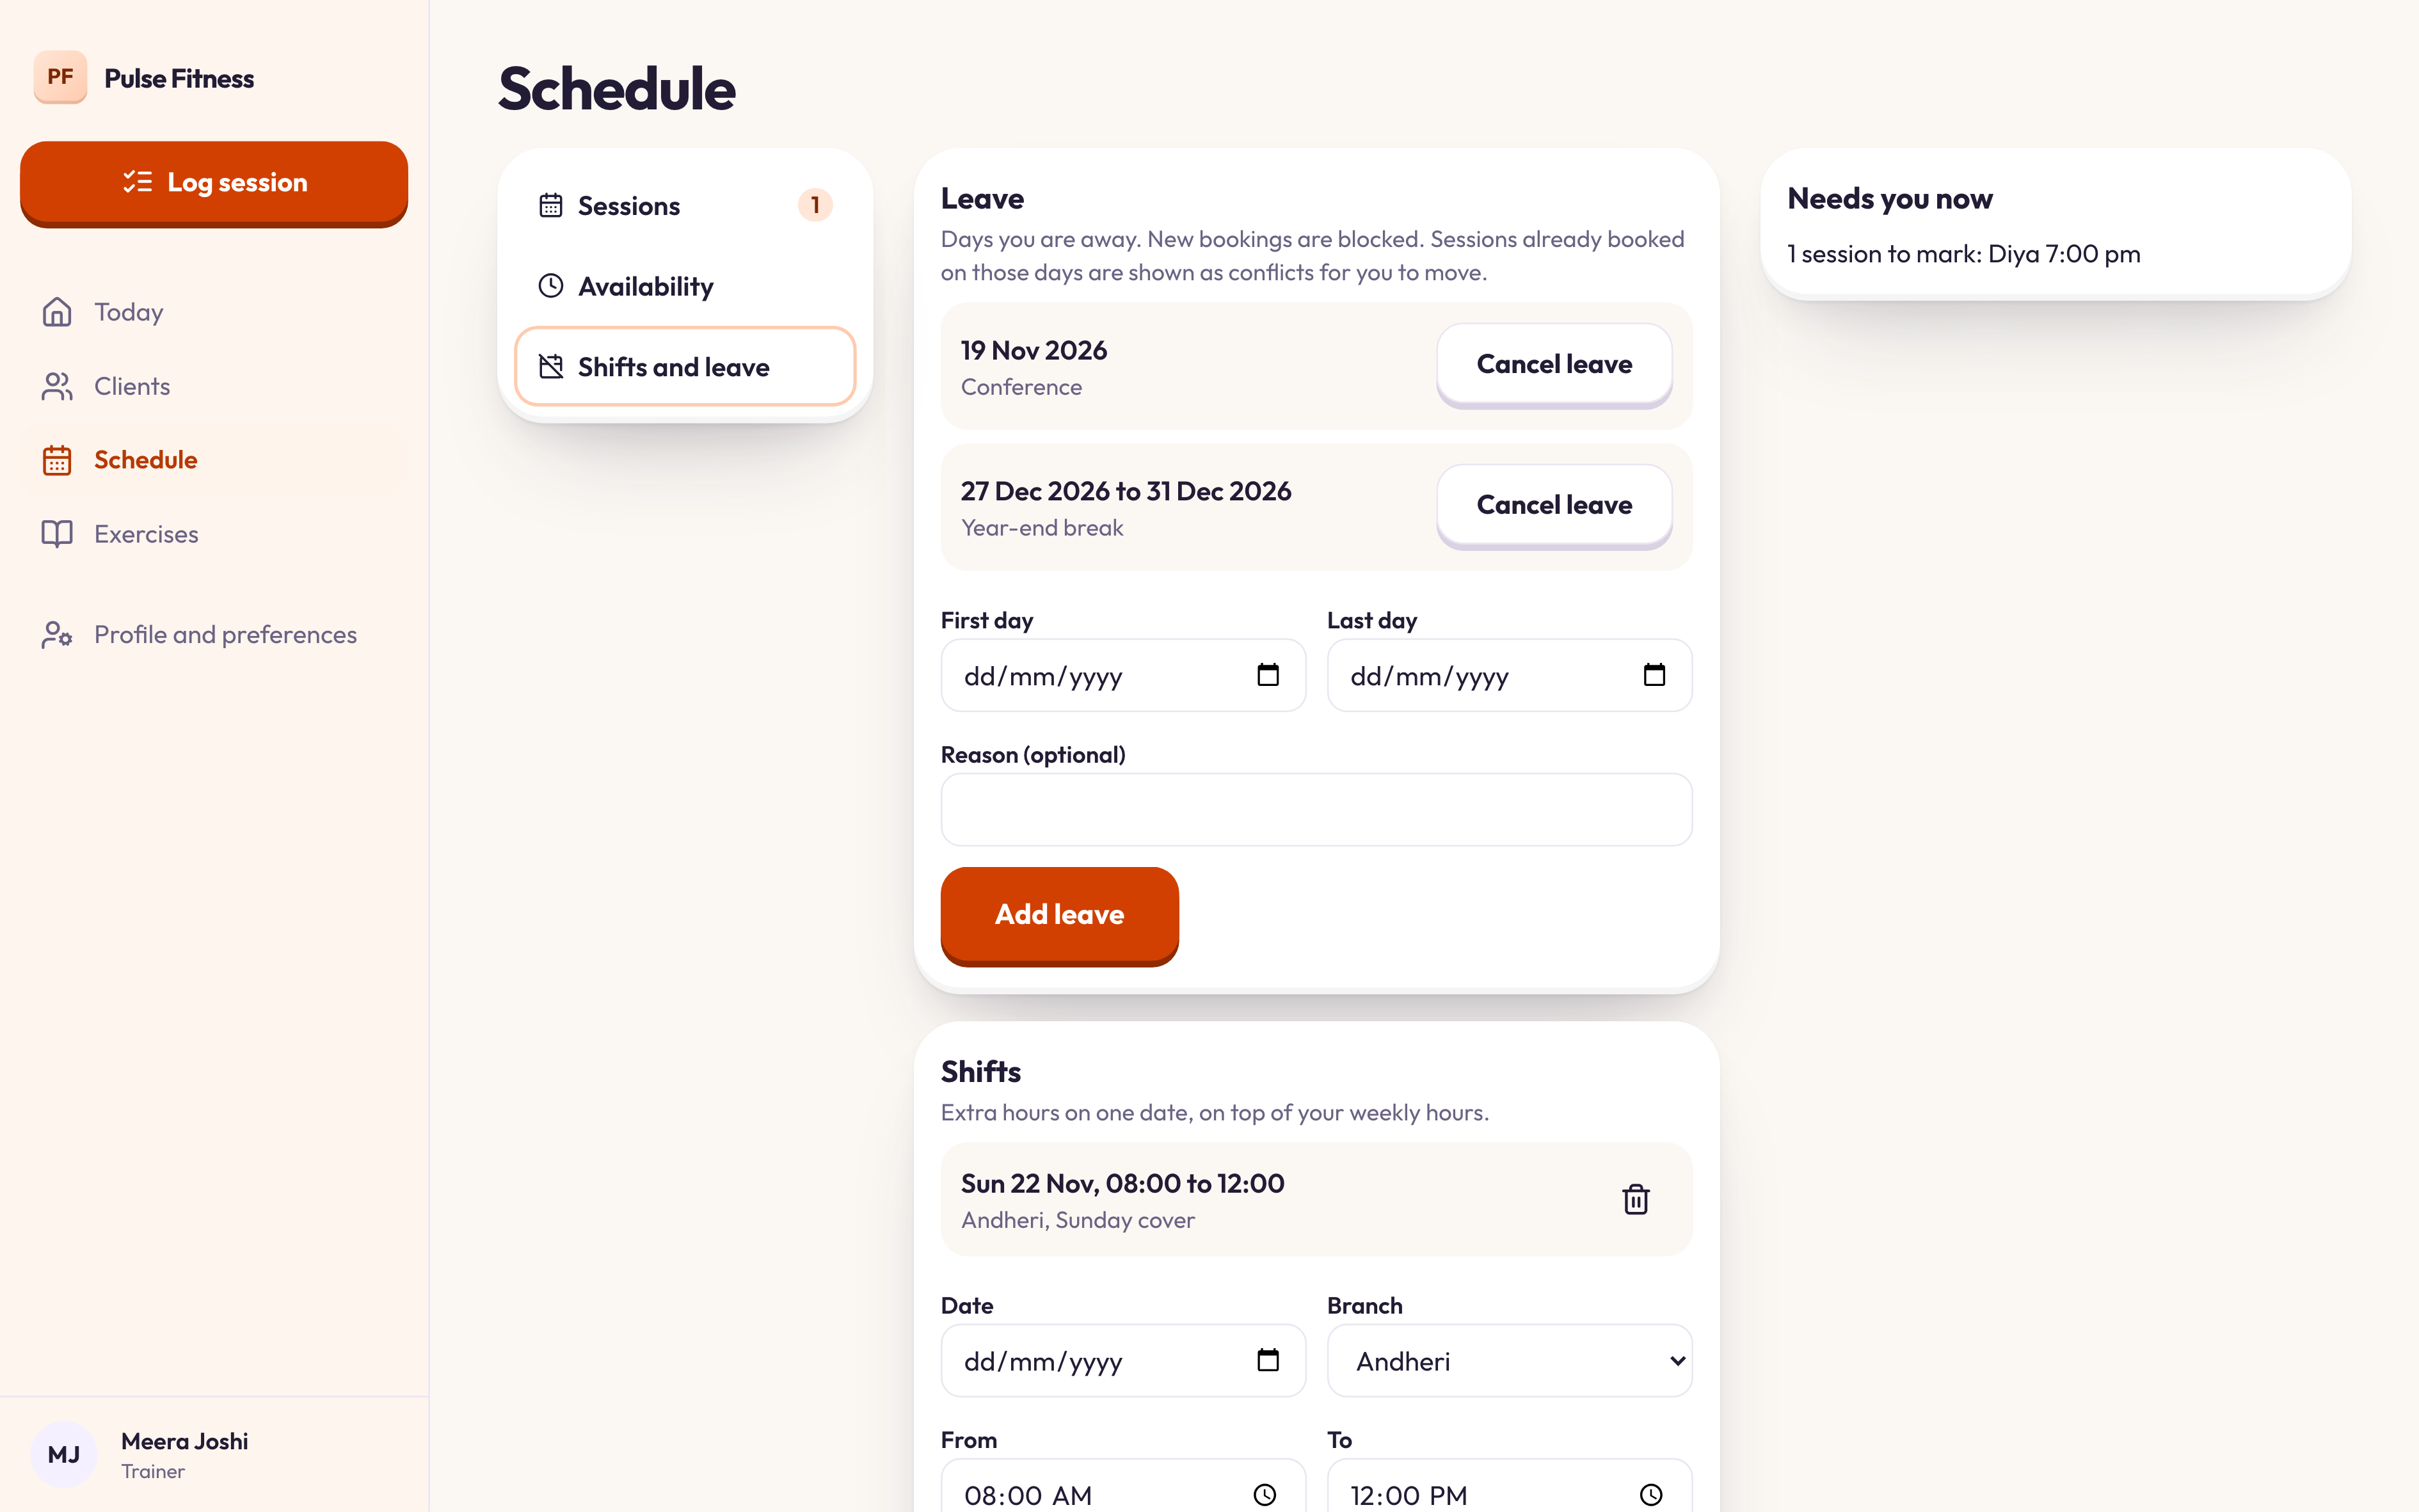 PF
Pulse Fitness
Log session
Today
Clients
Schedule
Exercises
Profile and preferences
MJ
Meera Joshi
Trainer
Schedule
Sessions 1
Availability
Shifts and leave
Leave
Days you are away. New bookings are blocked. Sessions already booked
on those days are shown as conflicts for you to move.
19 Nov 2026
Conference
Cancel leave
27 Dec 2026 to 31 Dec 2026
Year-end break
Cancel leave
First day
dd/mm/yyyy
Last day
dd/mm/yyyy
Reason (optional)
Add leave
Shifts
Extra hours on one date, on top of your weekly hours.
Sun 22 Nov, 08:00 to 12:00
Andheri, Sunday cover
Date
dd/mm/yyyy
Branch
Andheri
From
08:00 AM
To
12:00 PM
Needs you now
1 session to mark: Diya 7:00 pm